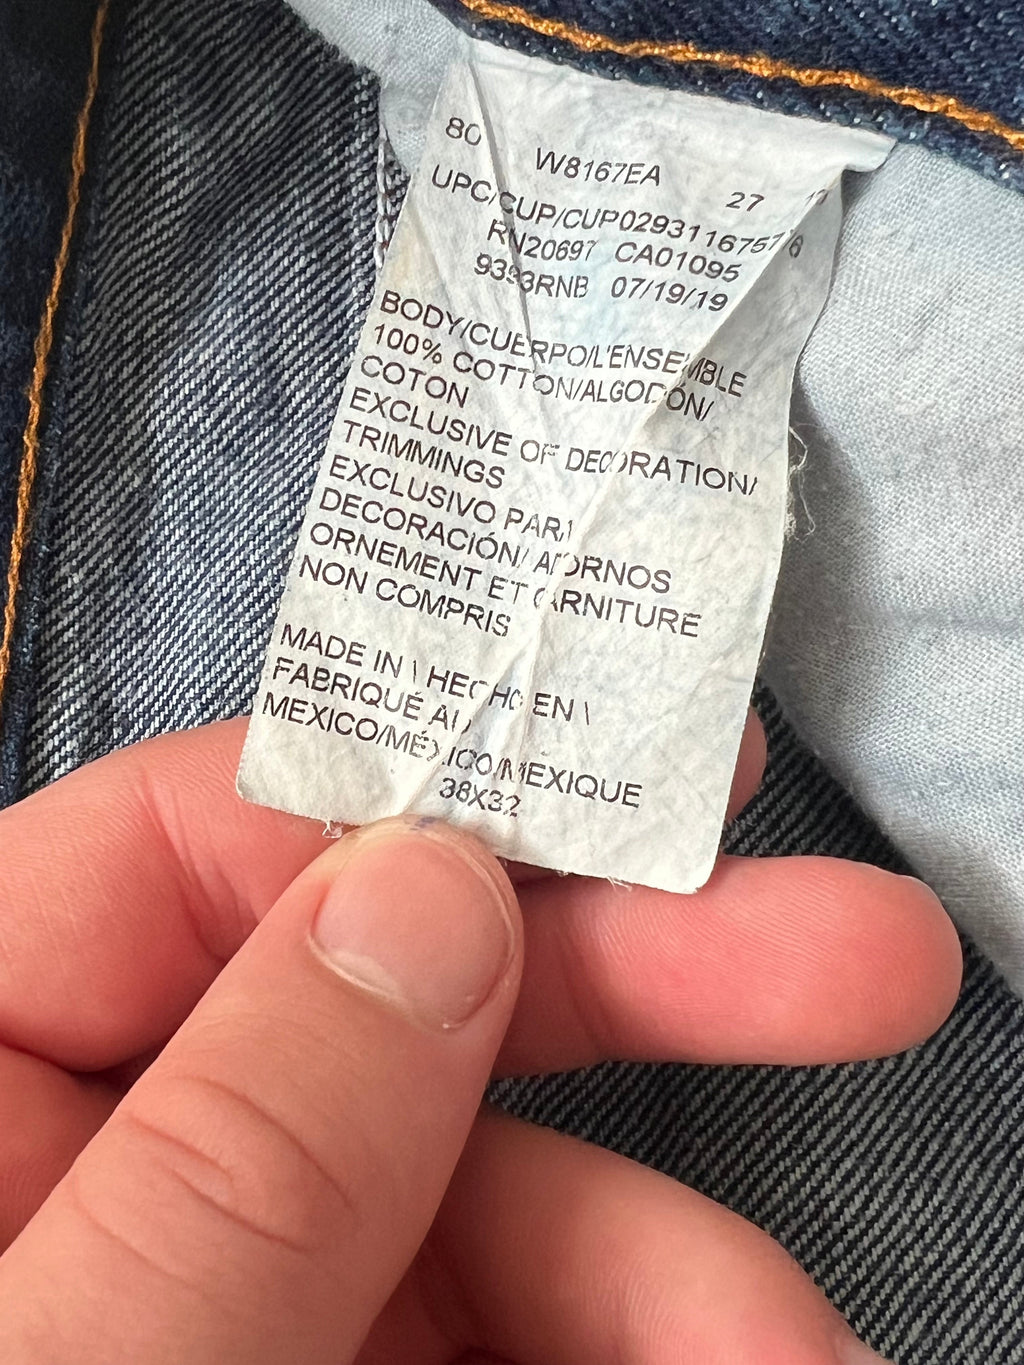 80 W8167EA 27
UPC/CUP/CUP02931167576
RN20697 CA01095
9393RNB 07/19/19
BODY/CUERPO/L'ENSEMBLE
100% COTTON/ALGODÓN/
COTON
EXCLUSIVE OF DECORATION/
TRIMMINGS
EXCLUSIVO PARA
DECORACIÓN/ ADORNOS
ORNEMENT ET GARNITURE
NON COMPRIS
MADE IN \ HECHO EN \
FABRIQUÉ AU
MEXICO/MÉXICO/MEXIQUE
38X32